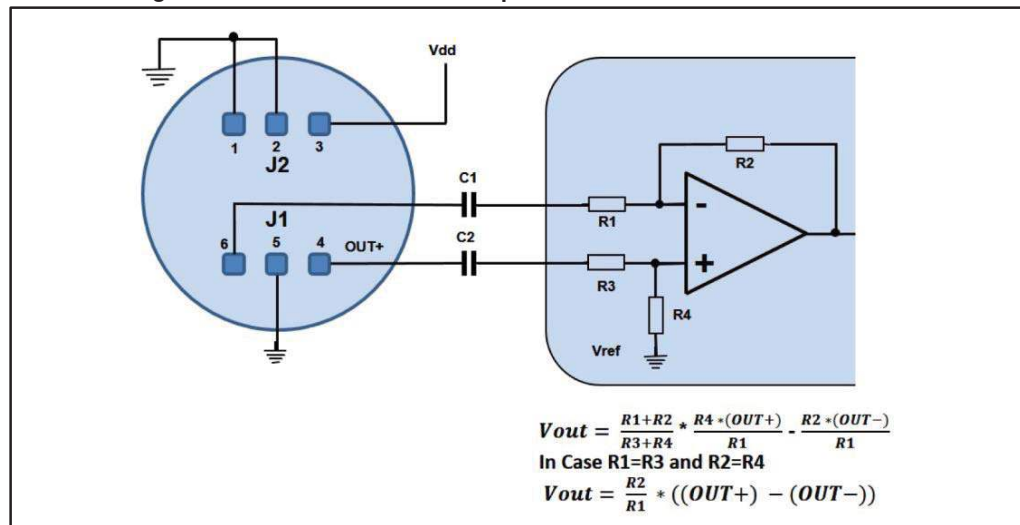 Vdd
1 2 3
J2
C1
R2
R1
-
J1
6 5 4 OUT+
C2
+
R3
R4
Vref
Vout = R1+R2/R3+R4 * R4 *(OUT+)/R1 - R2 *(OUT-)/R1
In Case R1=R3 and R2=R4
Vout = R2/R1 * ((OUT+) - (OUT-))